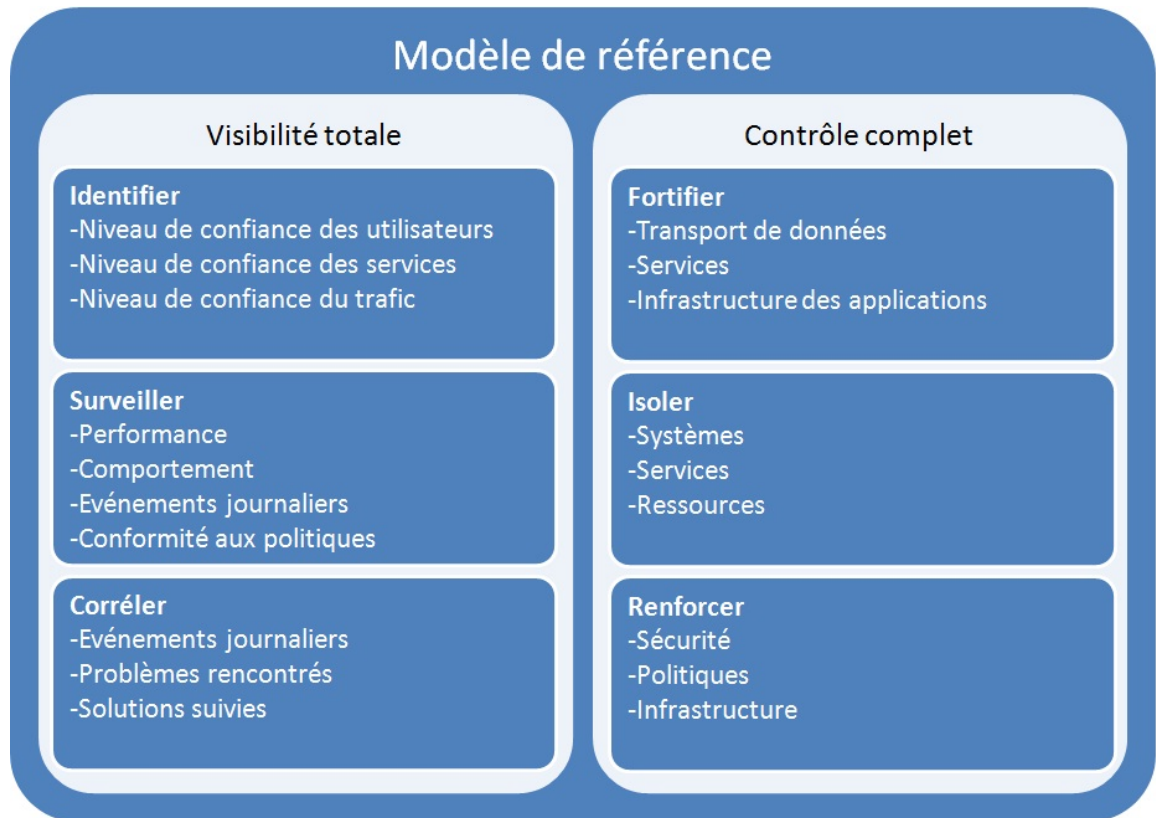 Modèle de référence
Visibilité totale
Identifier
-Niveau de confiance des utilisateurs
-Niveau de confiance des services
-Niveau de confiance du trafic
Surveiller
-Performance
-Comportement
-Evénements journaliers
-Conformité aux politiques
Corréler
-Evénements journaliers
-Problèmes rencontrés
-Solutions suivies
Contrôle complet
Fortifier
-Transport de données
-Services
-Infrastructure des applications
Isoler
-Systèmes
-Services
-Ressources
Renforcer
-Sécurité
-Politiques
-Infrastructure